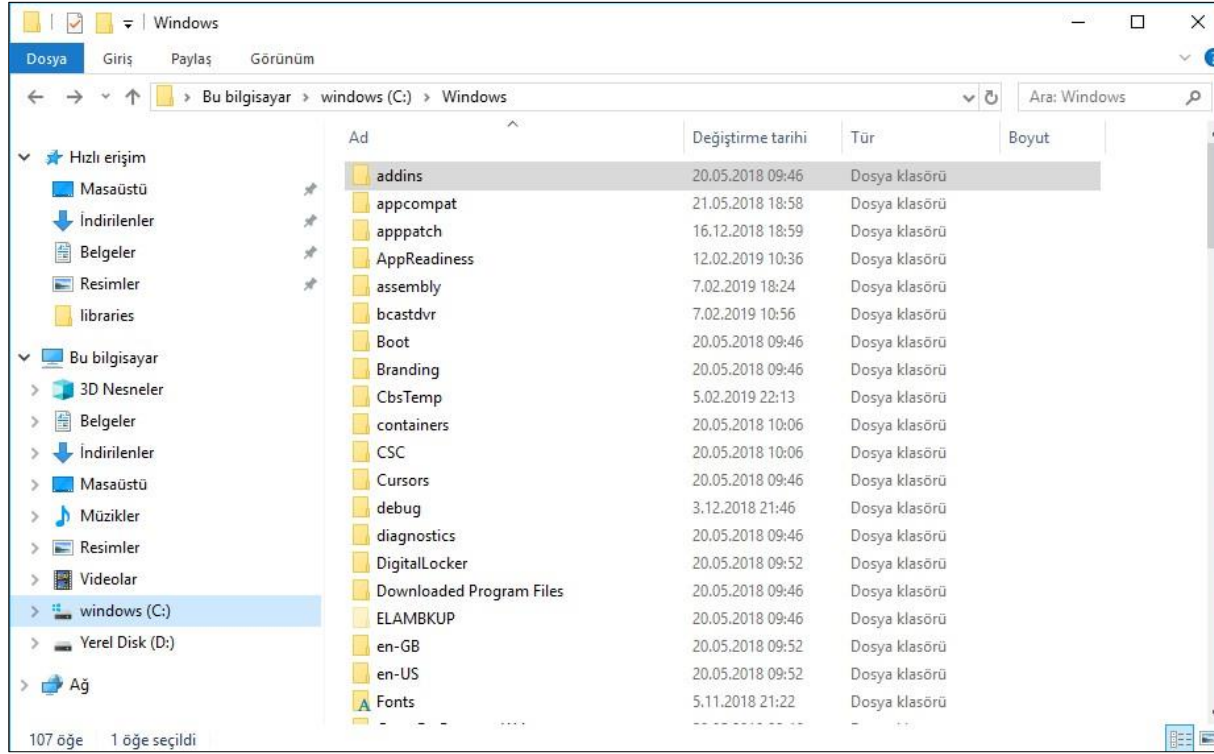 Windows
Dosya Giriş Paylaş Görünüm
Bu bilgisayar windows (C:) Windows Ara: Windows
Ad Değiştirme tarihi Tür Boyut
Hızlı erişim
Masaüstü
İndirilenler
Belgeler
Resimler
libraries
Bu bilgisayar
3D Nesneler
Belgeler
İndirilenler
Masaüstü
Müzikler
Resimler
Videolar
windows (C:)
Yerel Disk (D:)
Ağ
addins 20.05.2018 09:46 Dosya klasörü
appcompat 21.05.2018 18:58 Dosya klasörü
apppatch 16.12.2018 18:59 Dosya klasörü
AppReadiness 12.02.2019 10:36 Dosya klasörü
assembly 7.02.2019 18:24 Dosya klasörü
bcastdvr 7.02.2019 10:56 Dosya klasörü
Boot 20.05.2018 09:46 Dosya klasörü
Branding 20.05.2018 09:46 Dosya klasörü
CbsTemp 5.02.2019 22:13 Dosya klasörü
containers 20.05.2018 10:06 Dosya klasörü
CSC 20.05.2018 10:06 Dosya klasörü
Cursors 20.05.2018 09:46 Dosya klasörü
debug 3.12.2018 21:46 Dosya klasörü
diagnostics 20.05.2018 09:46 Dosya klasörü
DigitalLocker 20.05.2018 09:52 Dosya klasörü
Downloaded Program Files 20.05.2018 09:46 Dosya klasörü
ELAMBKUP 20.05.2018 09:46 Dosya klasörü
en-GB 20.05.2018 09:52 Dosya klasörü
en-US 20.05.2018 09:52 Dosya klasörü
Fonts 5.11.2018 21:22 Dosya klasörü
107 öğe 1 öğe seçildi